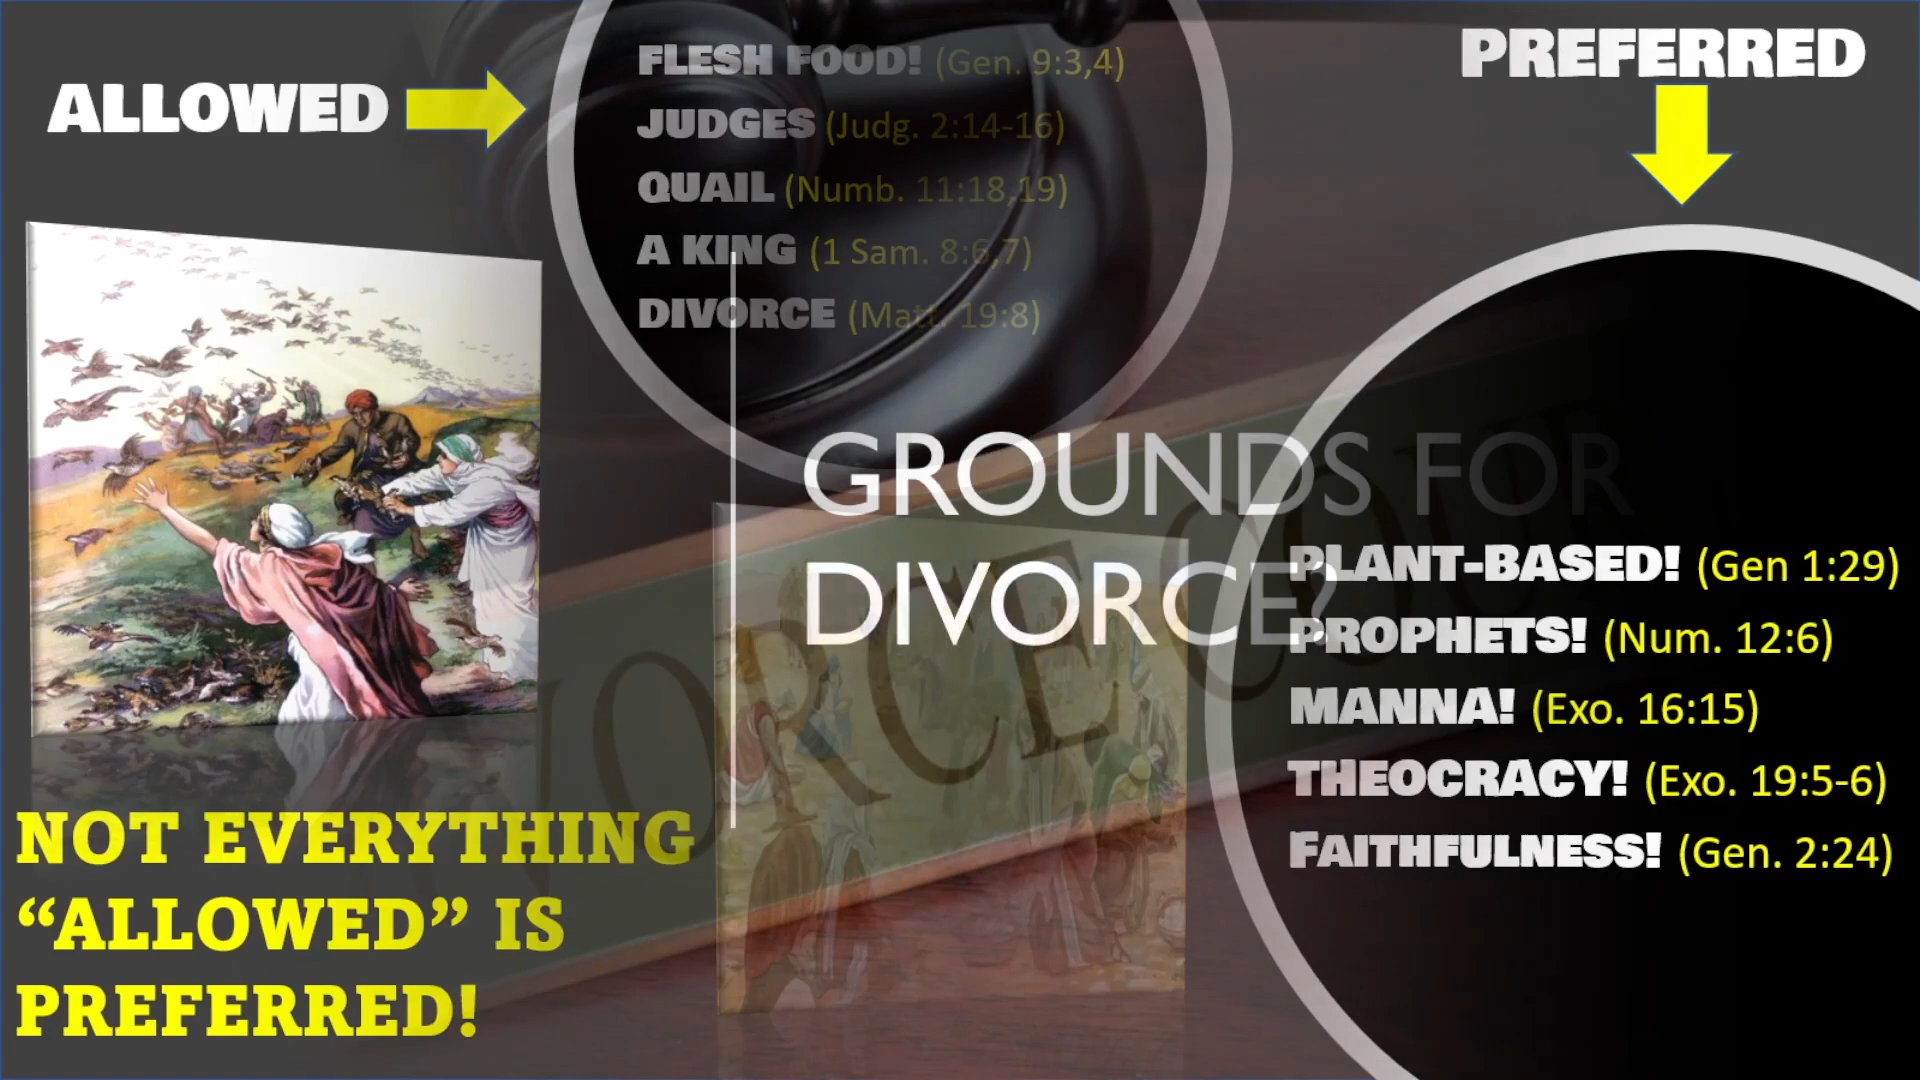 ALLOWED
FLESH FOOD! (Gen. 9:3,4)
JUDGES (Judg. 2:14-16)
QUAIL (Numb. 11:18,19)
A KING (1 Sam. 8:6,7)
DIVORCE (Matt. 19:8)
PREFERRED
GROUNDS FOR
DIVORCE?
DIVORCE COURT
PLANT-BASED! (Gen 1:29)
PROPHETS! (Num. 12:6)
MANNA! (Exo. 16:15)
THEOCRACY! (Exo. 19:5-6)
FAITHFULNESS! (Gen. 2:24)
NOT EVERYTHING
“ALLOWED” IS
PREFERRED!